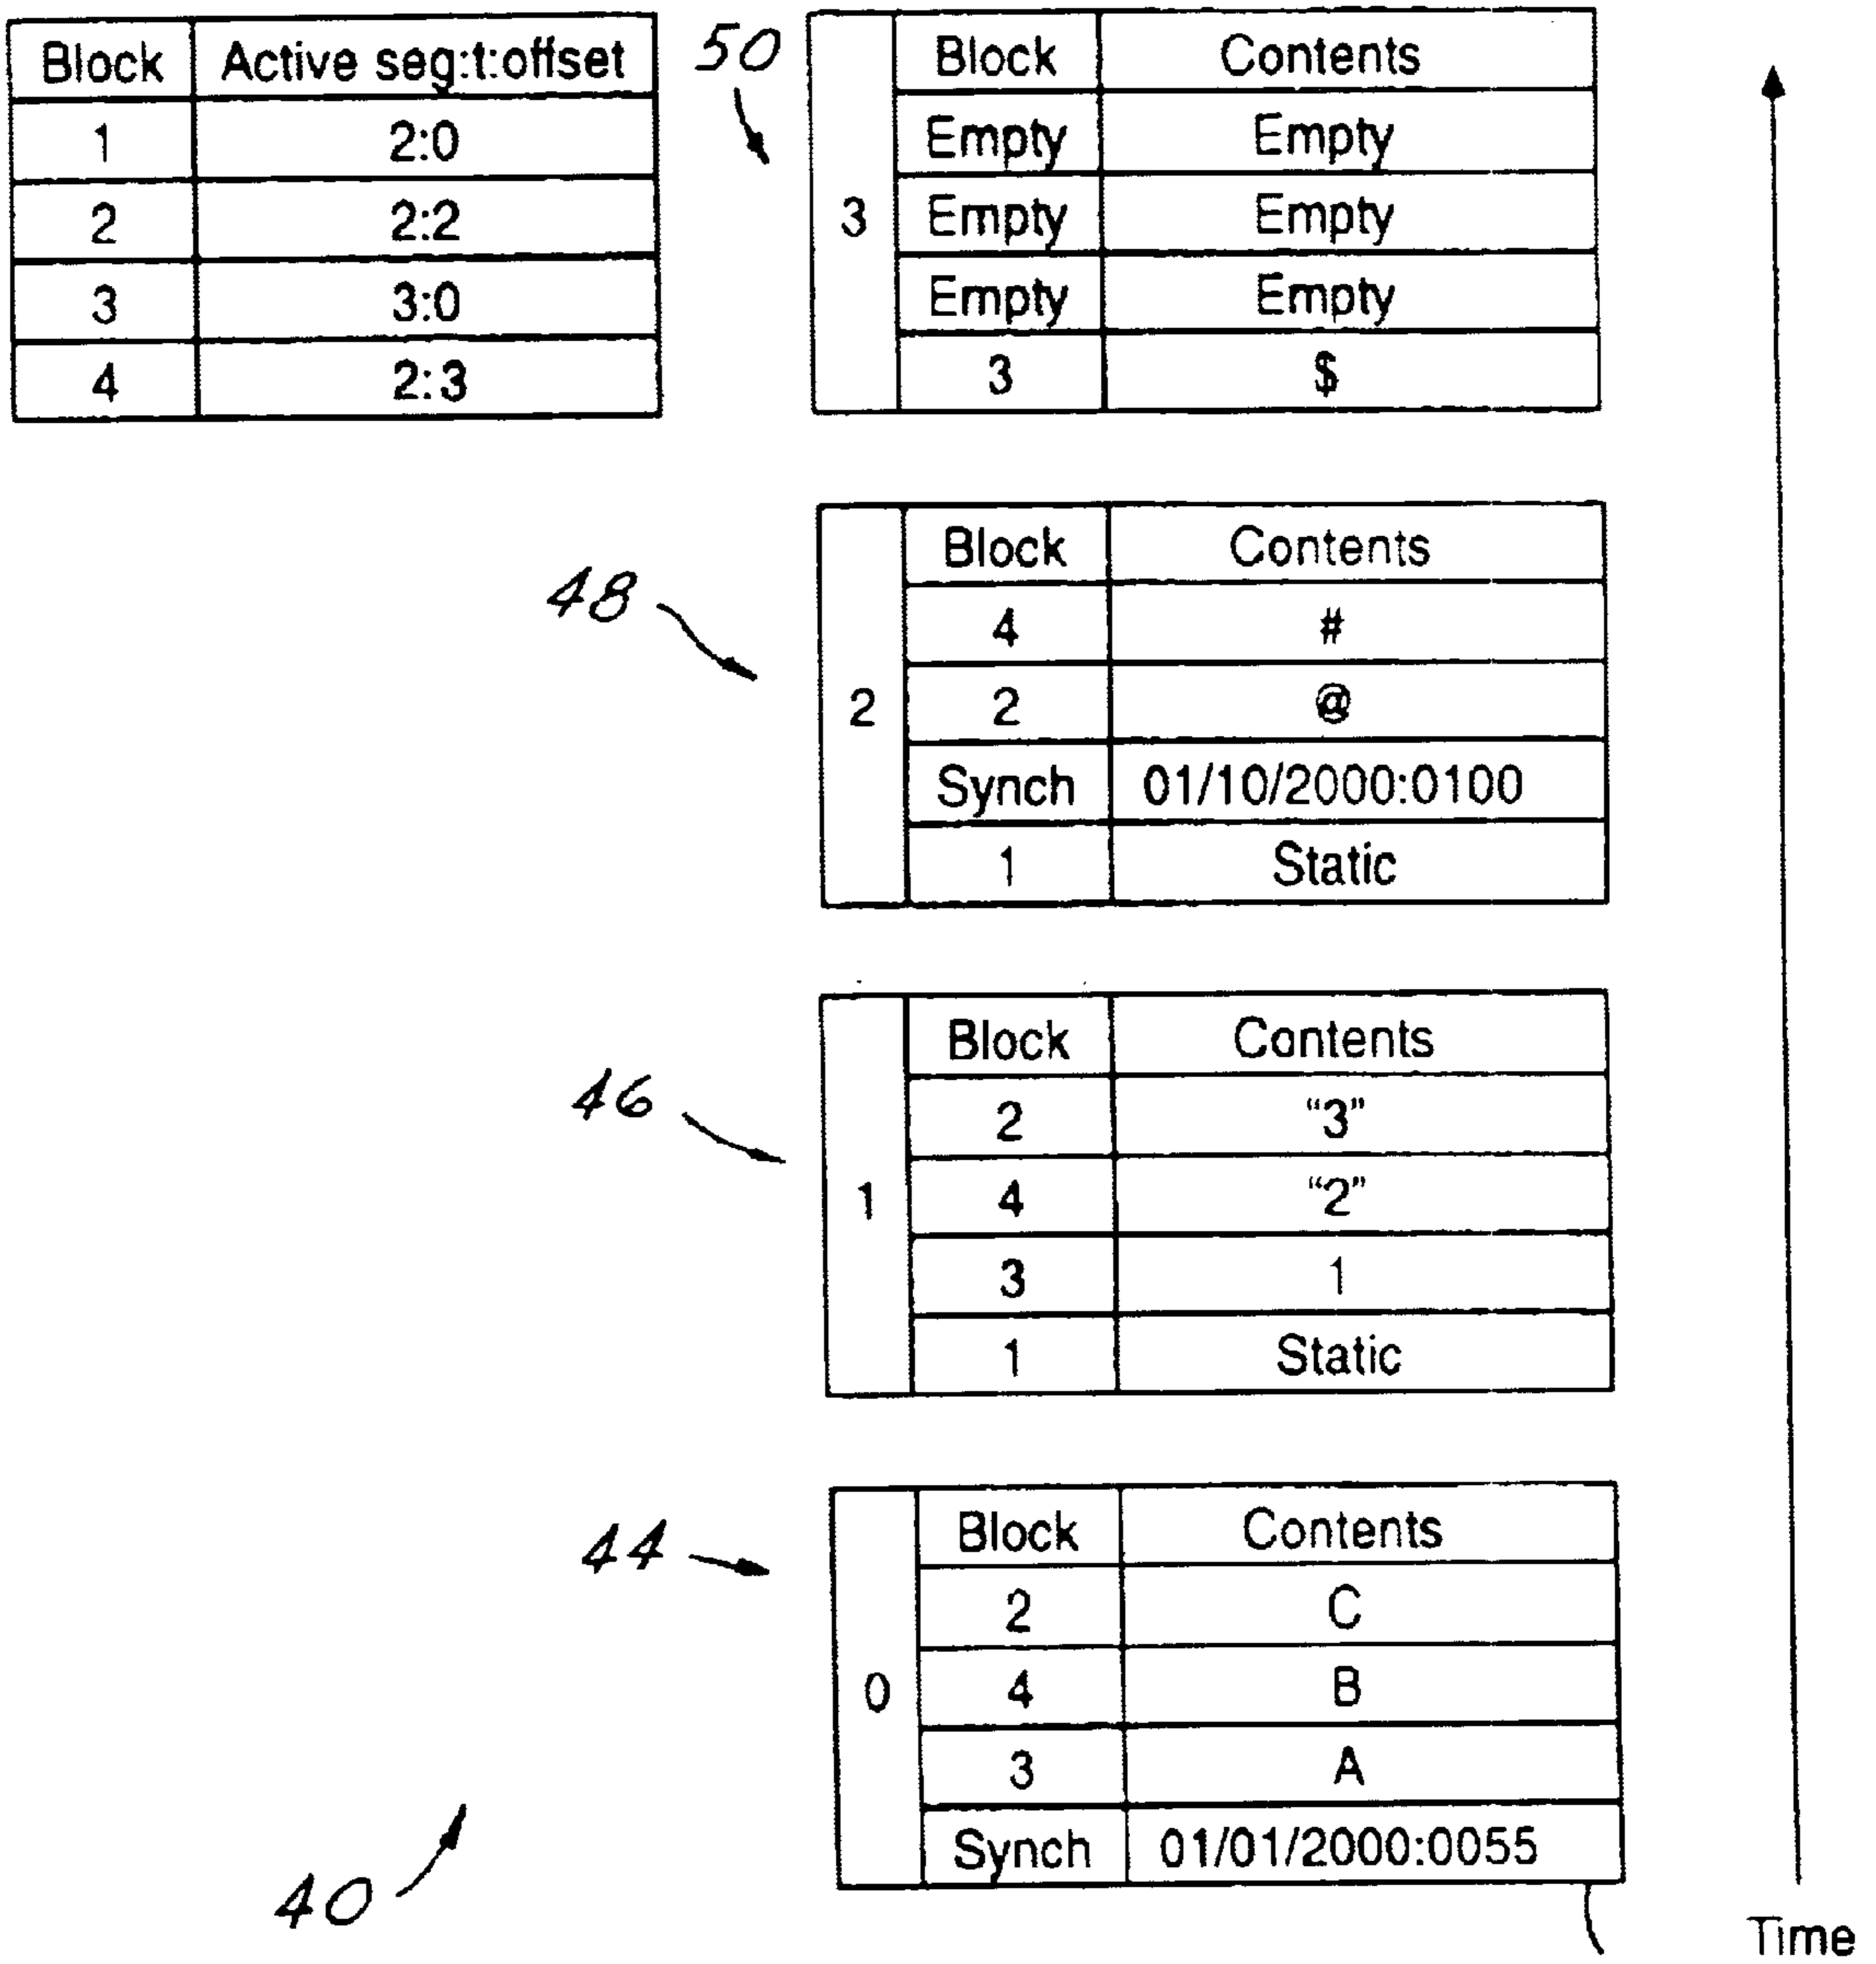 Block Active seg:t:offset
1 2:0
2 2:2
3 3:0
4 2:3
50
3
Block Contents
Empty Empty
Empty Empty
Empty Empty
3 $
48
2
Block Contents
4 #
2 @
Synch 01/10/2000:0100
1 Static
46
1
Block Contents
2 “3”
4 “2”
3 1
1 Static
44
0
Block Contents
2 C
4 B
3 A
Synch 01/01/2000:0055
40
Time